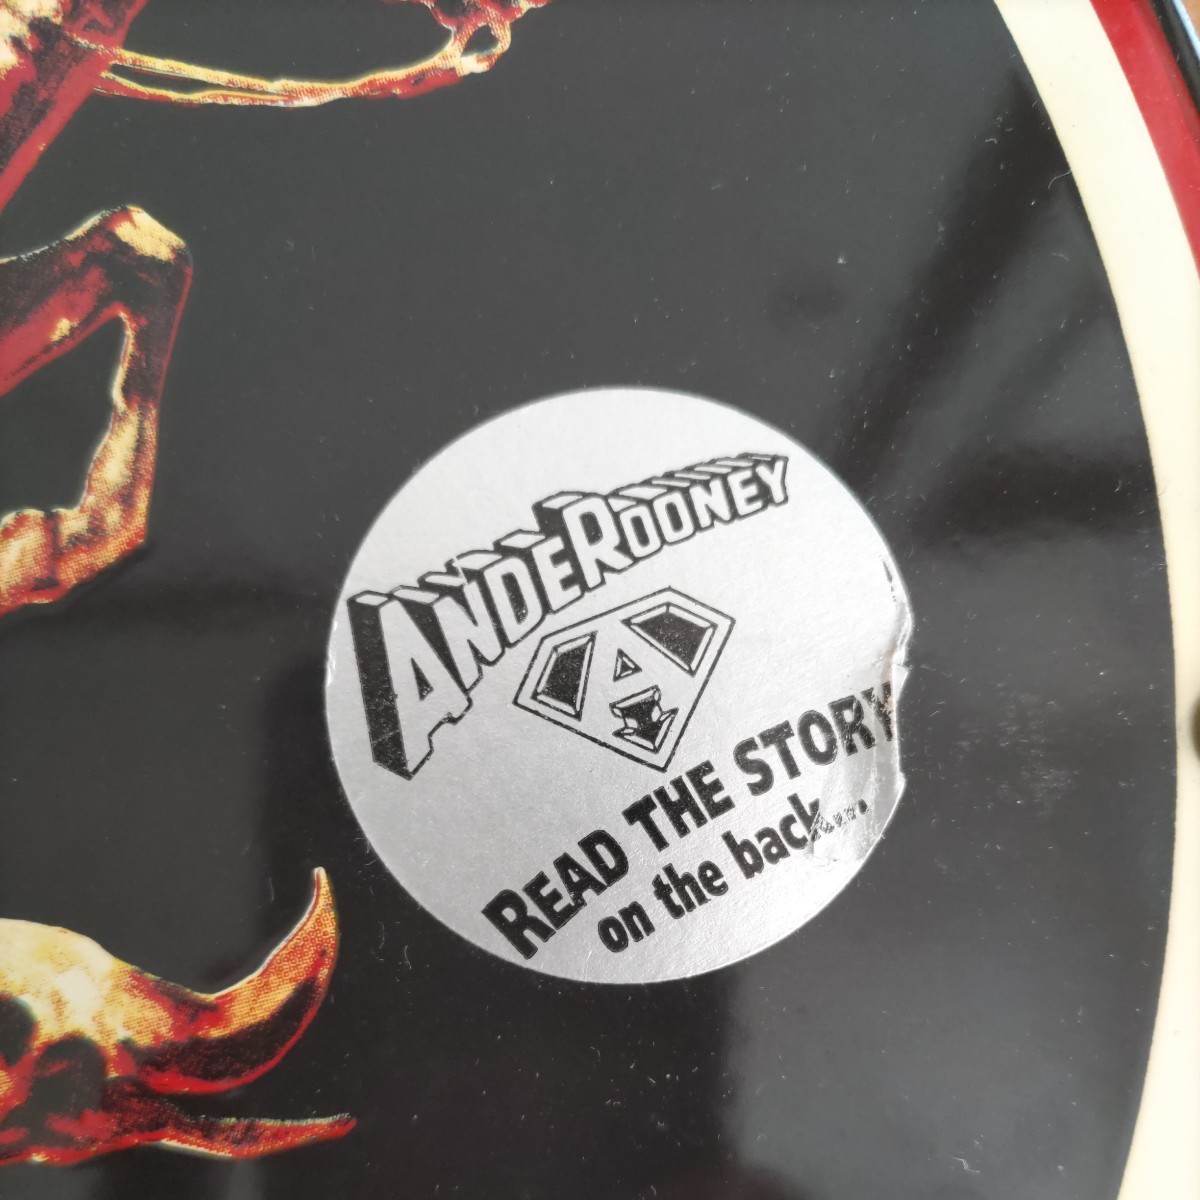 ANDEROONEY
A
READ THE STORY
on the back...